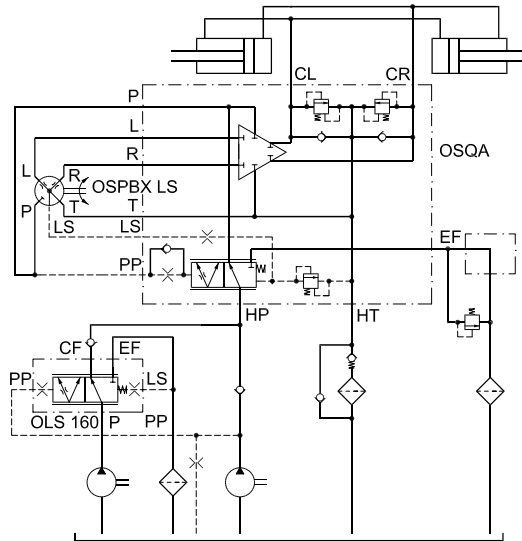 CL CR
P
L
OSQA
R
L R OSPBX LS
P T T
LS LS
EF
PP
HP HT
CF EF
PP LS
OLS 160 P PP